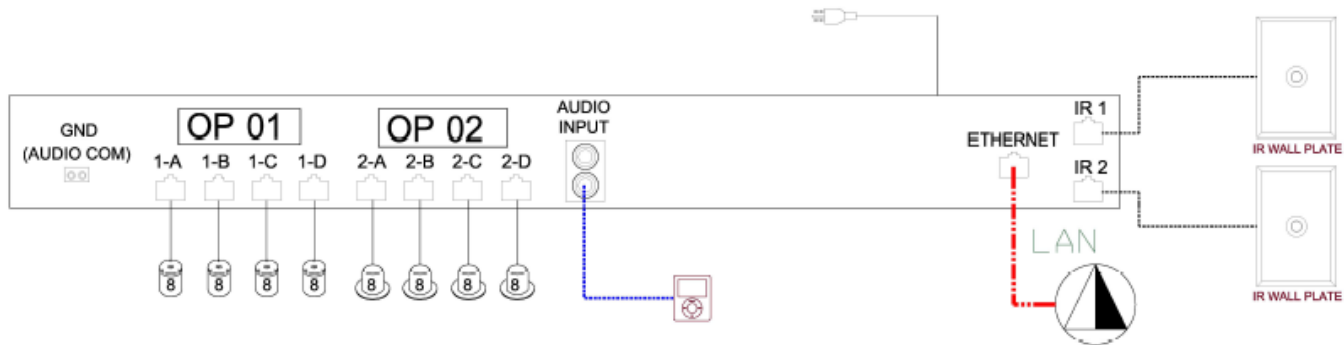 GND
(AUDIO COM)
OP 01
1-A 1-B 1-C 1-D
OP 02
2-A 2-B 2-C 2-D
AUDIO
INPUT
ETHERNET
IR 1
IR 2
8 8 8 8 8 8 8 8
LAN
IR WALL PLATE
IR WALL PLATE